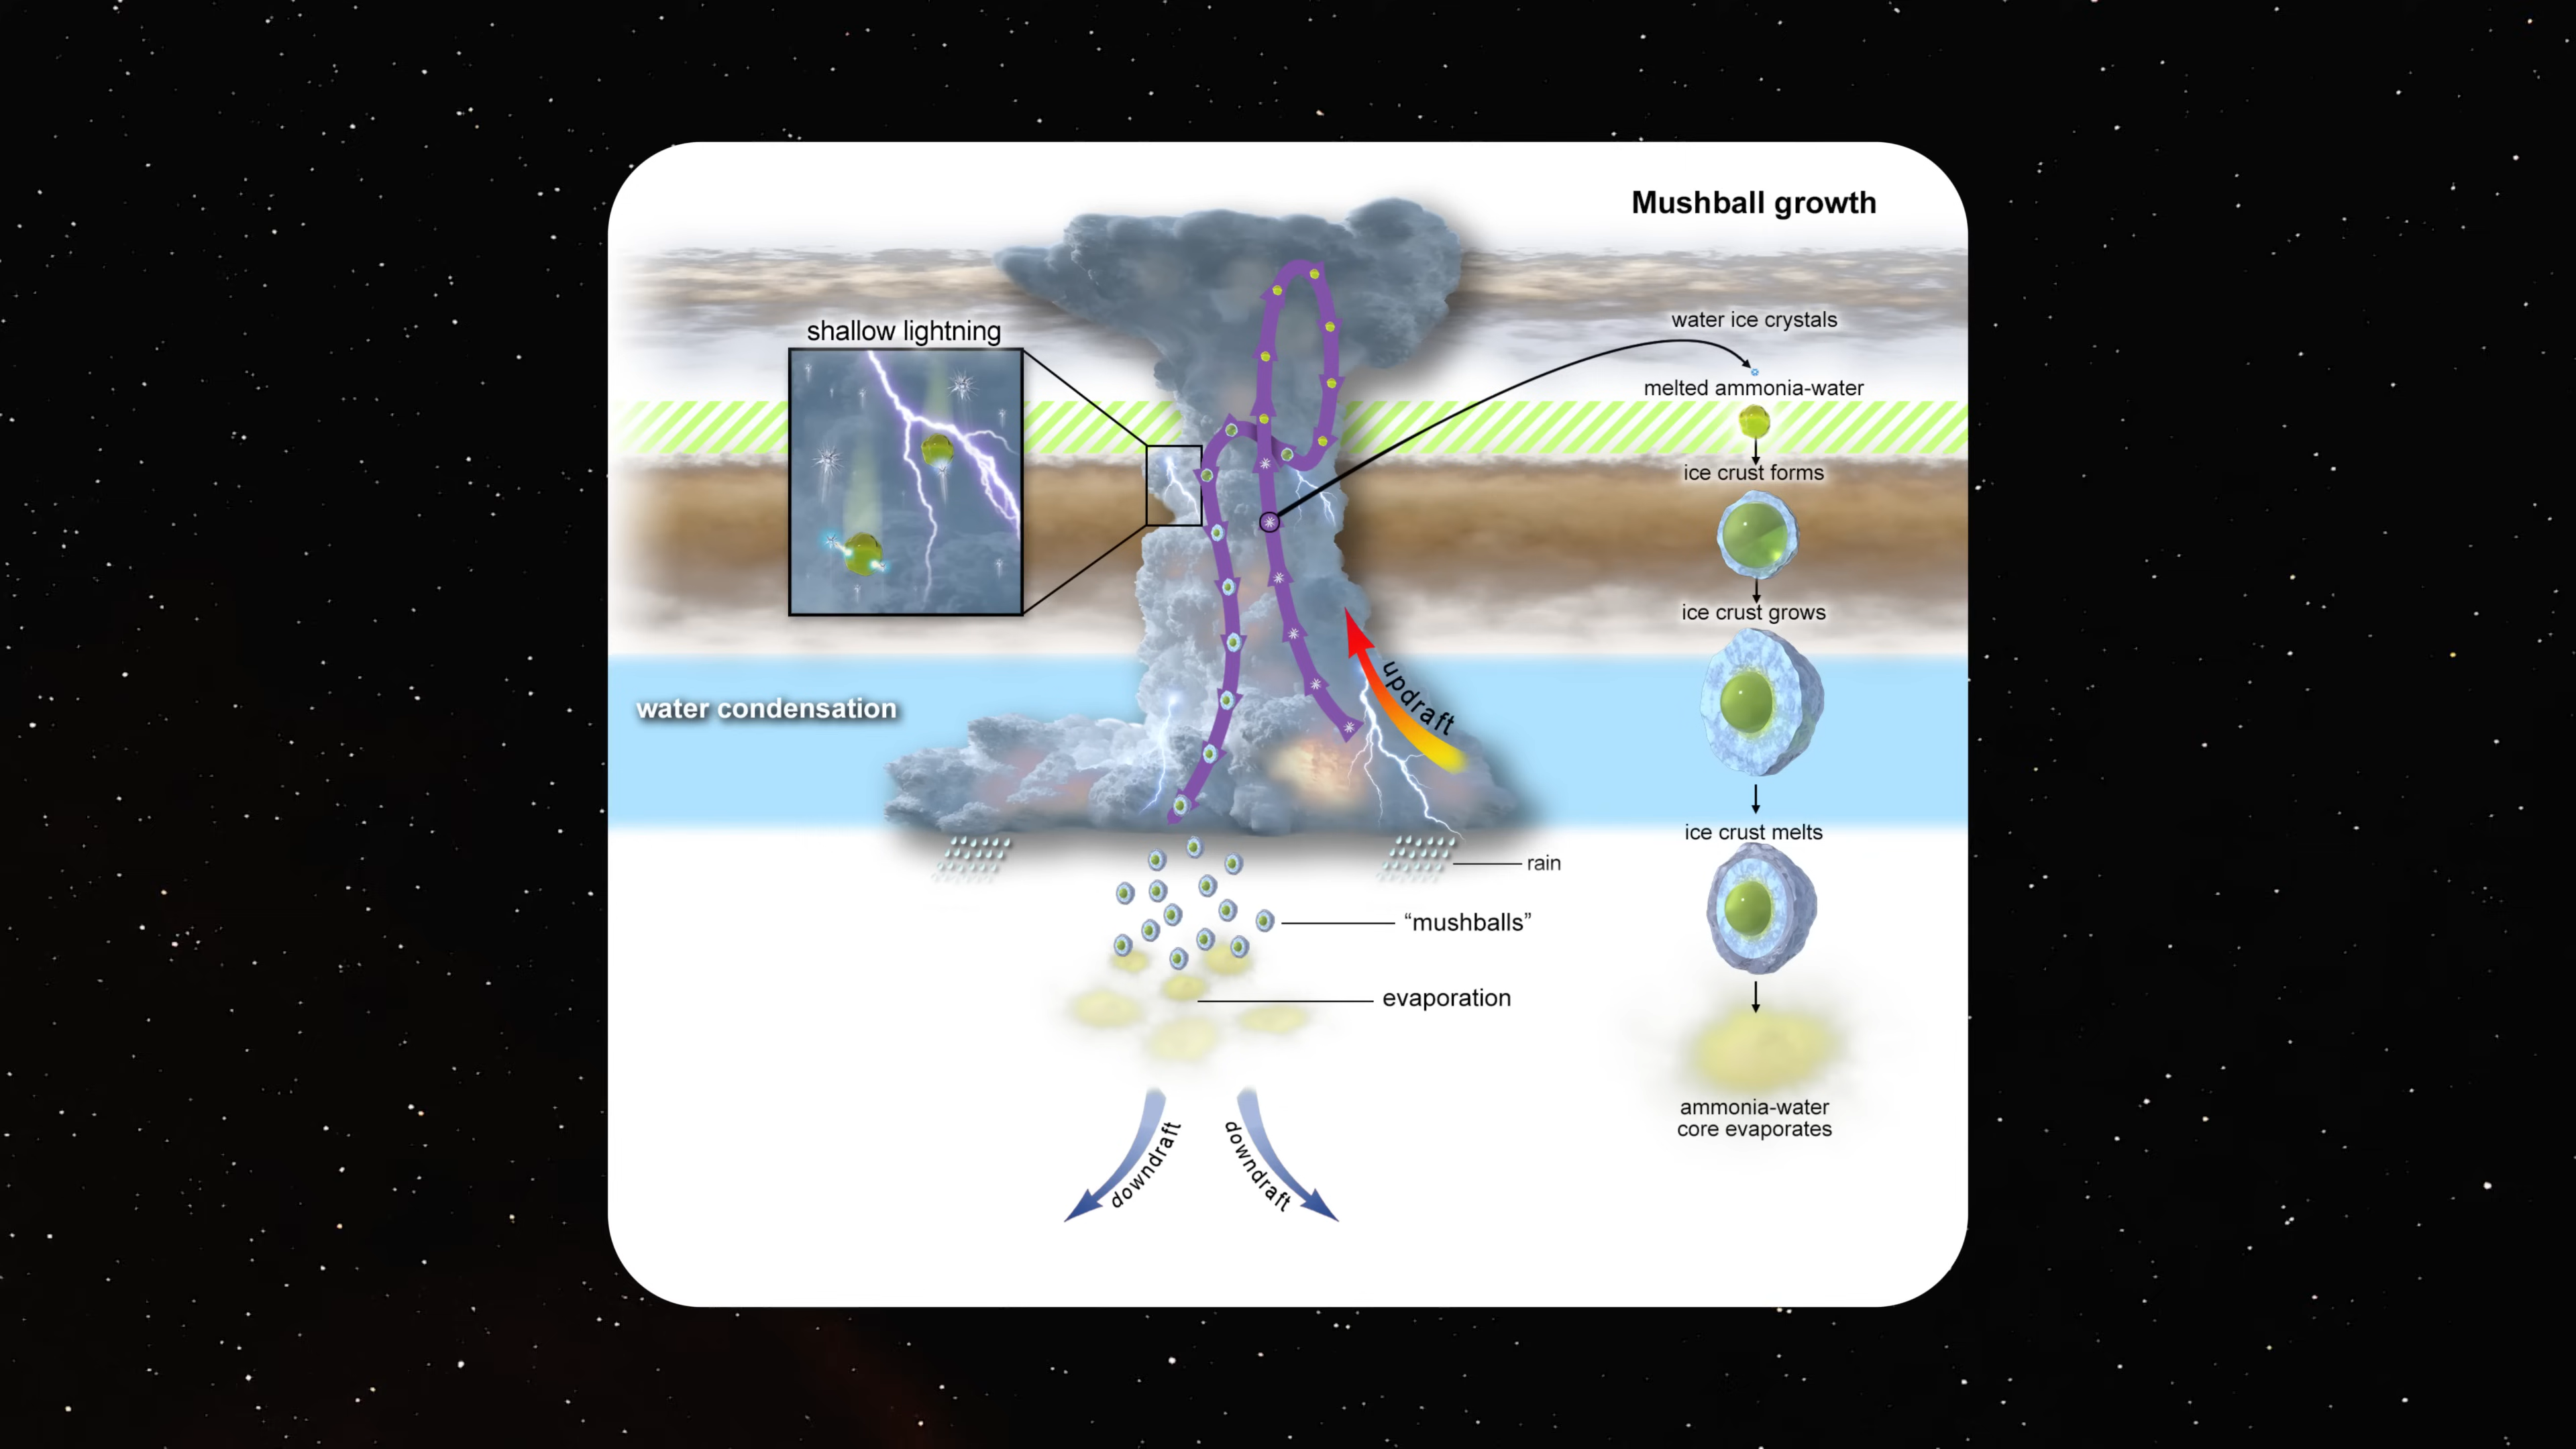 Mushball growth
shallow lightning
water ice crystals
melted ammonia-water
ice crust forms
ice crust grows
updraft
water condensation
ice crust melts
rain
“mushballs”
evaporation
ammonia-water
core evaporates
downdraft
downdraft